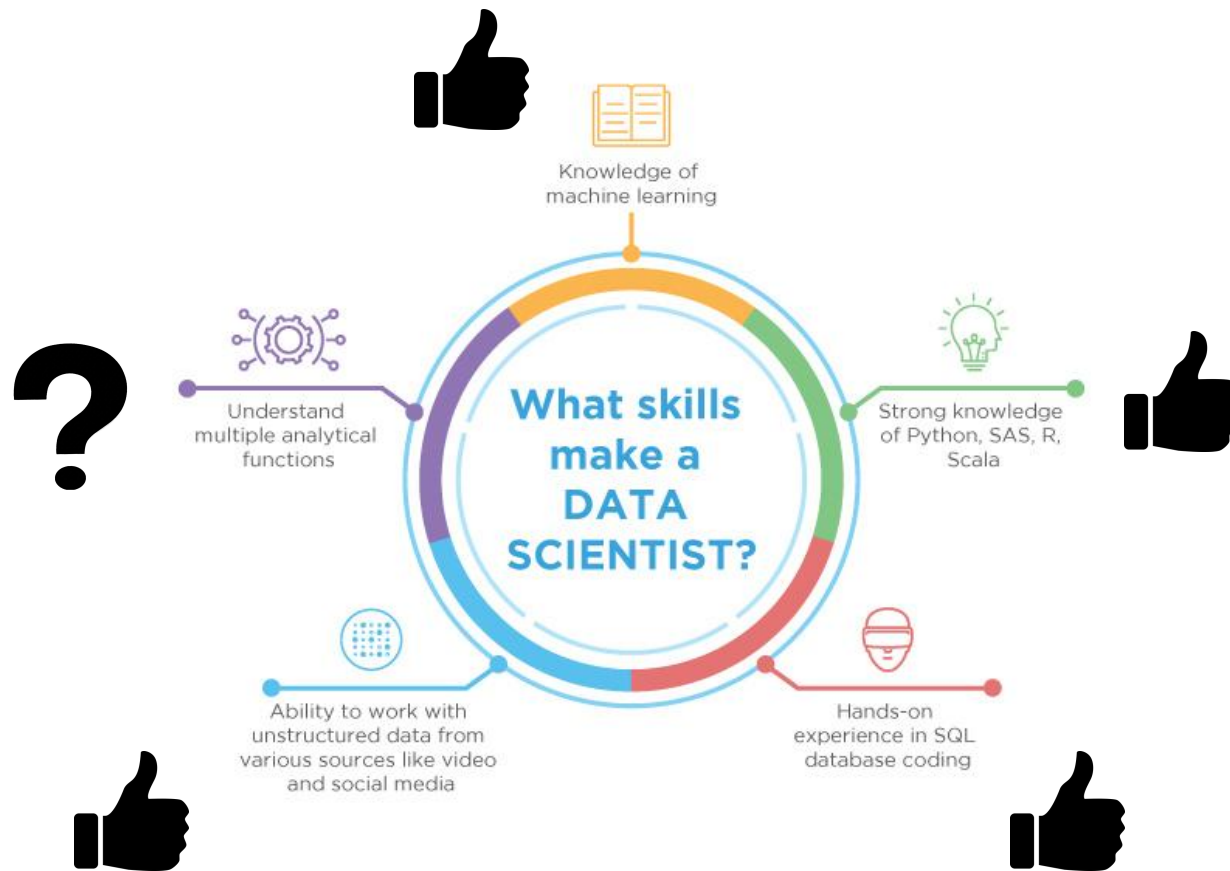 Knowledge of
machine learning
?
Understand
multiple analytical
functions
What skills
make a
DATA
SCIENTIST?
Strong knowledge
of Python, SAS, R,
Scala
Ability to work with
unstructured data from
various sources like video
and social media
Hands-on
experience in SQL
database coding